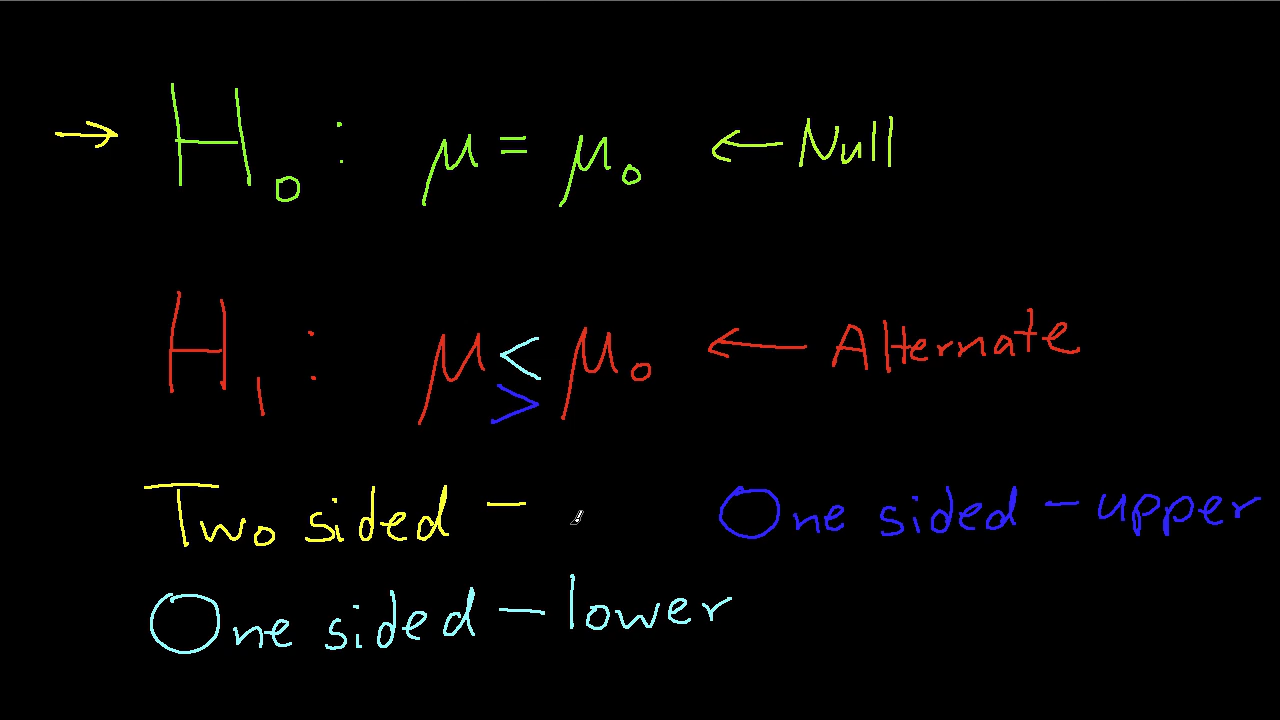 → H₀ : μ = μ₀ ← Null
H₁ : μ < μ₀ ← Alternate
>
Two sided – One sided – upper
One sided – lower